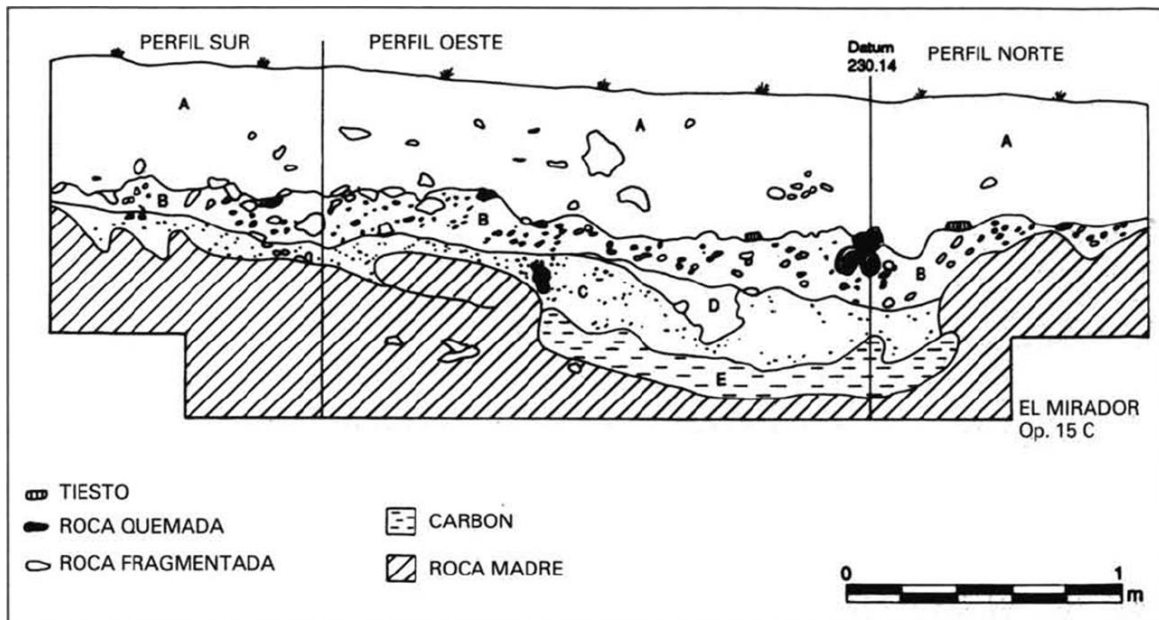 PERFIL SUR
PERFIL OESTE
Datum
230.14
PERFIL NORTE
A
A
A
B
B
B
C
D
E
EL MIRADOR
Op. 15 C
TIESTO
ROCA QUEMADA
ROCA FRAGMENTADA
CARBON
ROCA MADRE
0
1
m